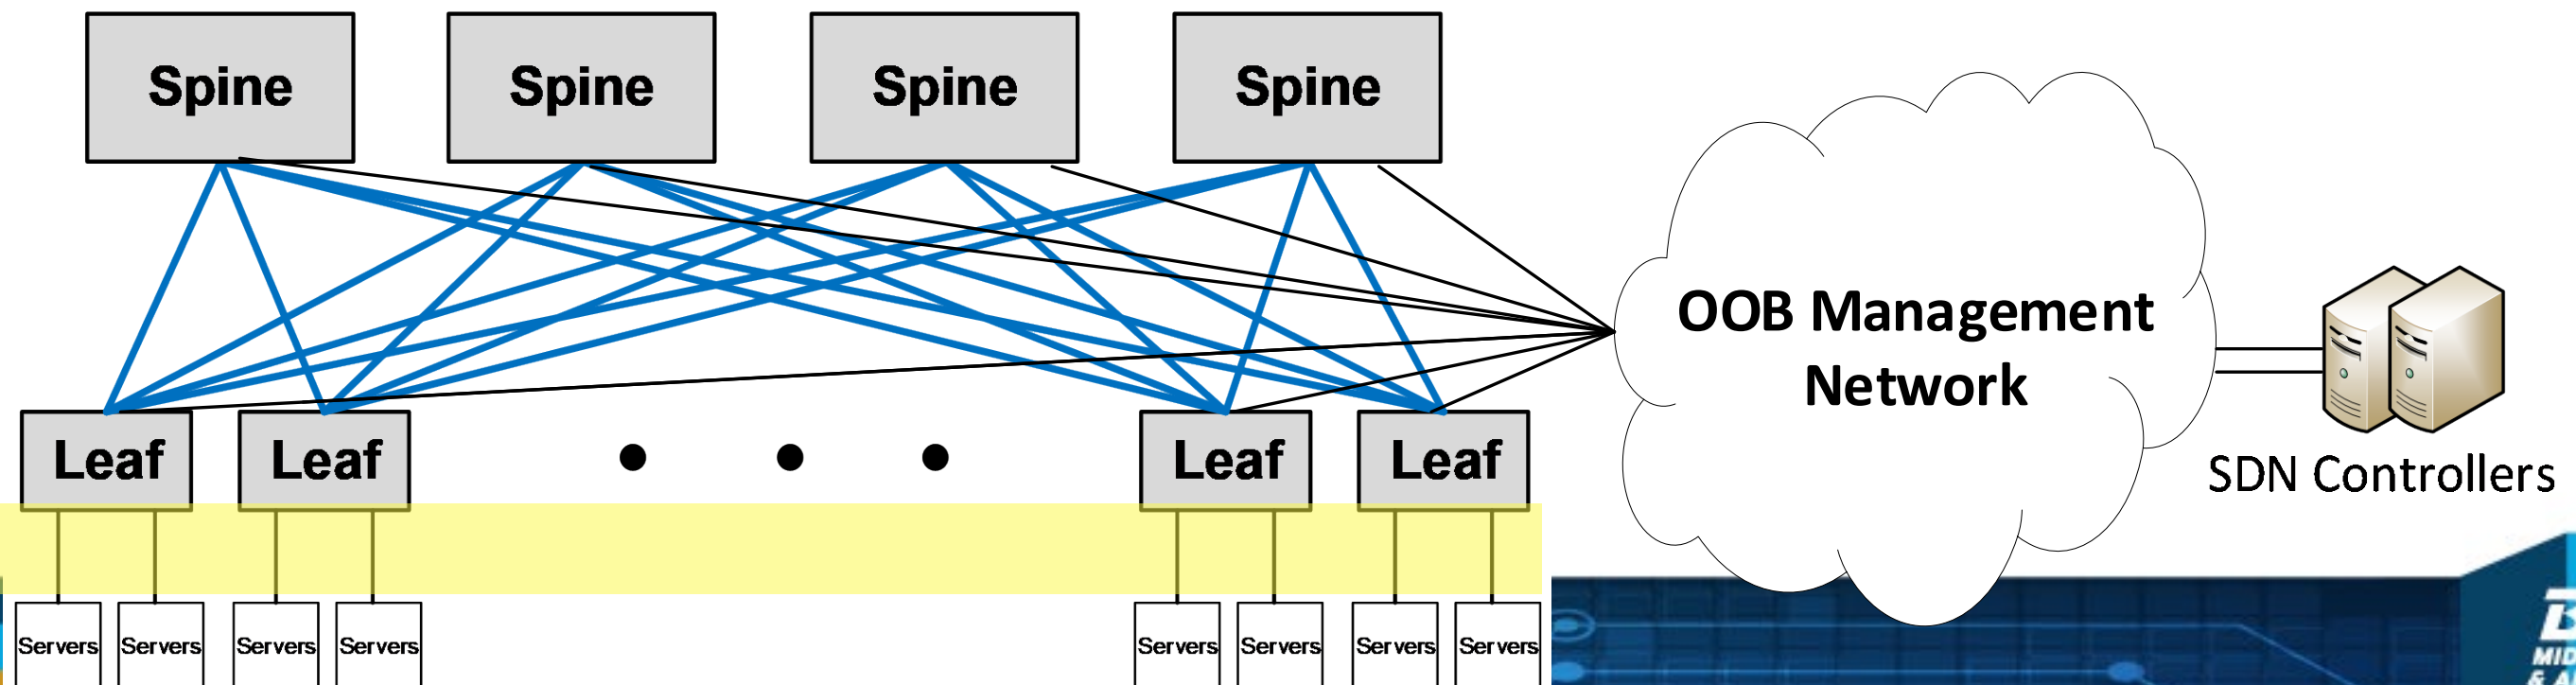 Spine Spine Spine Spine
OOB Management
Network
Leaf Leaf Leaf Leaf
SDN Controllers
Servers Servers Servers Servers Servers Servers Servers Servers